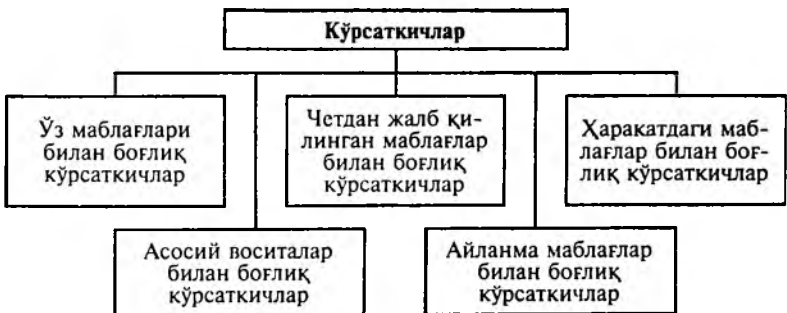 Кўрсаткичлар
Ўз маблағлари
билан боғлиқ
кўрсаткичлар
Четдан жалб қи-
линган маблағлар
билан боғлиқ
кўрсаткичлар
Ҳаракатдаги маб-
лағлар билан боғ-
лиқ кўрсаткичлар
Асосий воситалар
билан боғлиқ
кўрсаткичлар
Айланма маблағлар
билан боғлиқ
кўрсаткичлар